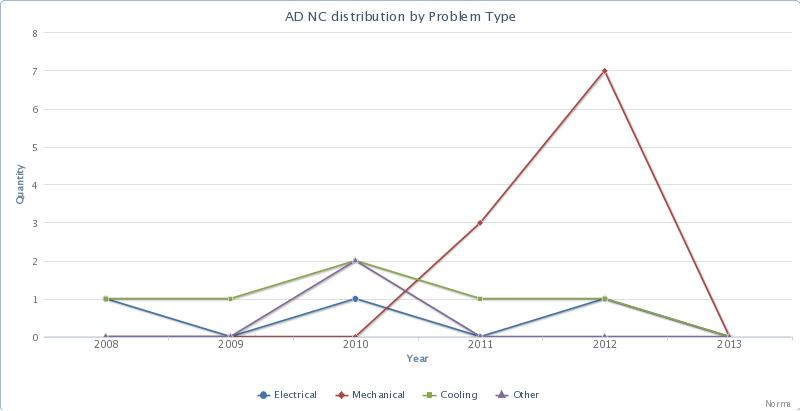 AD NC distribution by Problem Type
8
7
6
5
4
3
2
1
0
Quantity
2008 2009 2010 2011 2012 2013
Year
Electrical Mechanical Cooling Other